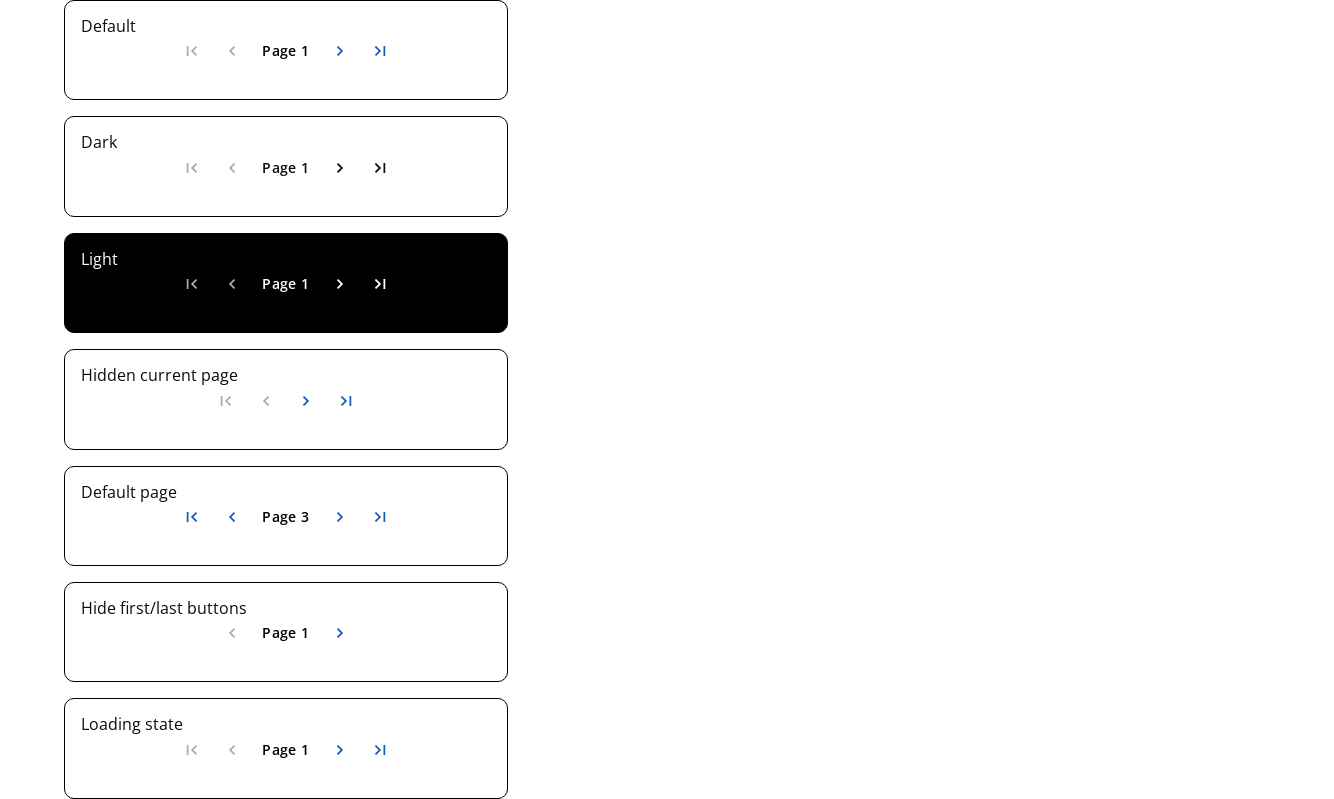 Default
Page 1
Dark
Page 1
Light
Page 1
Hidden current page
Default page
Page 3
Hide first/last buttons
Page 1
Loading state
Page 1